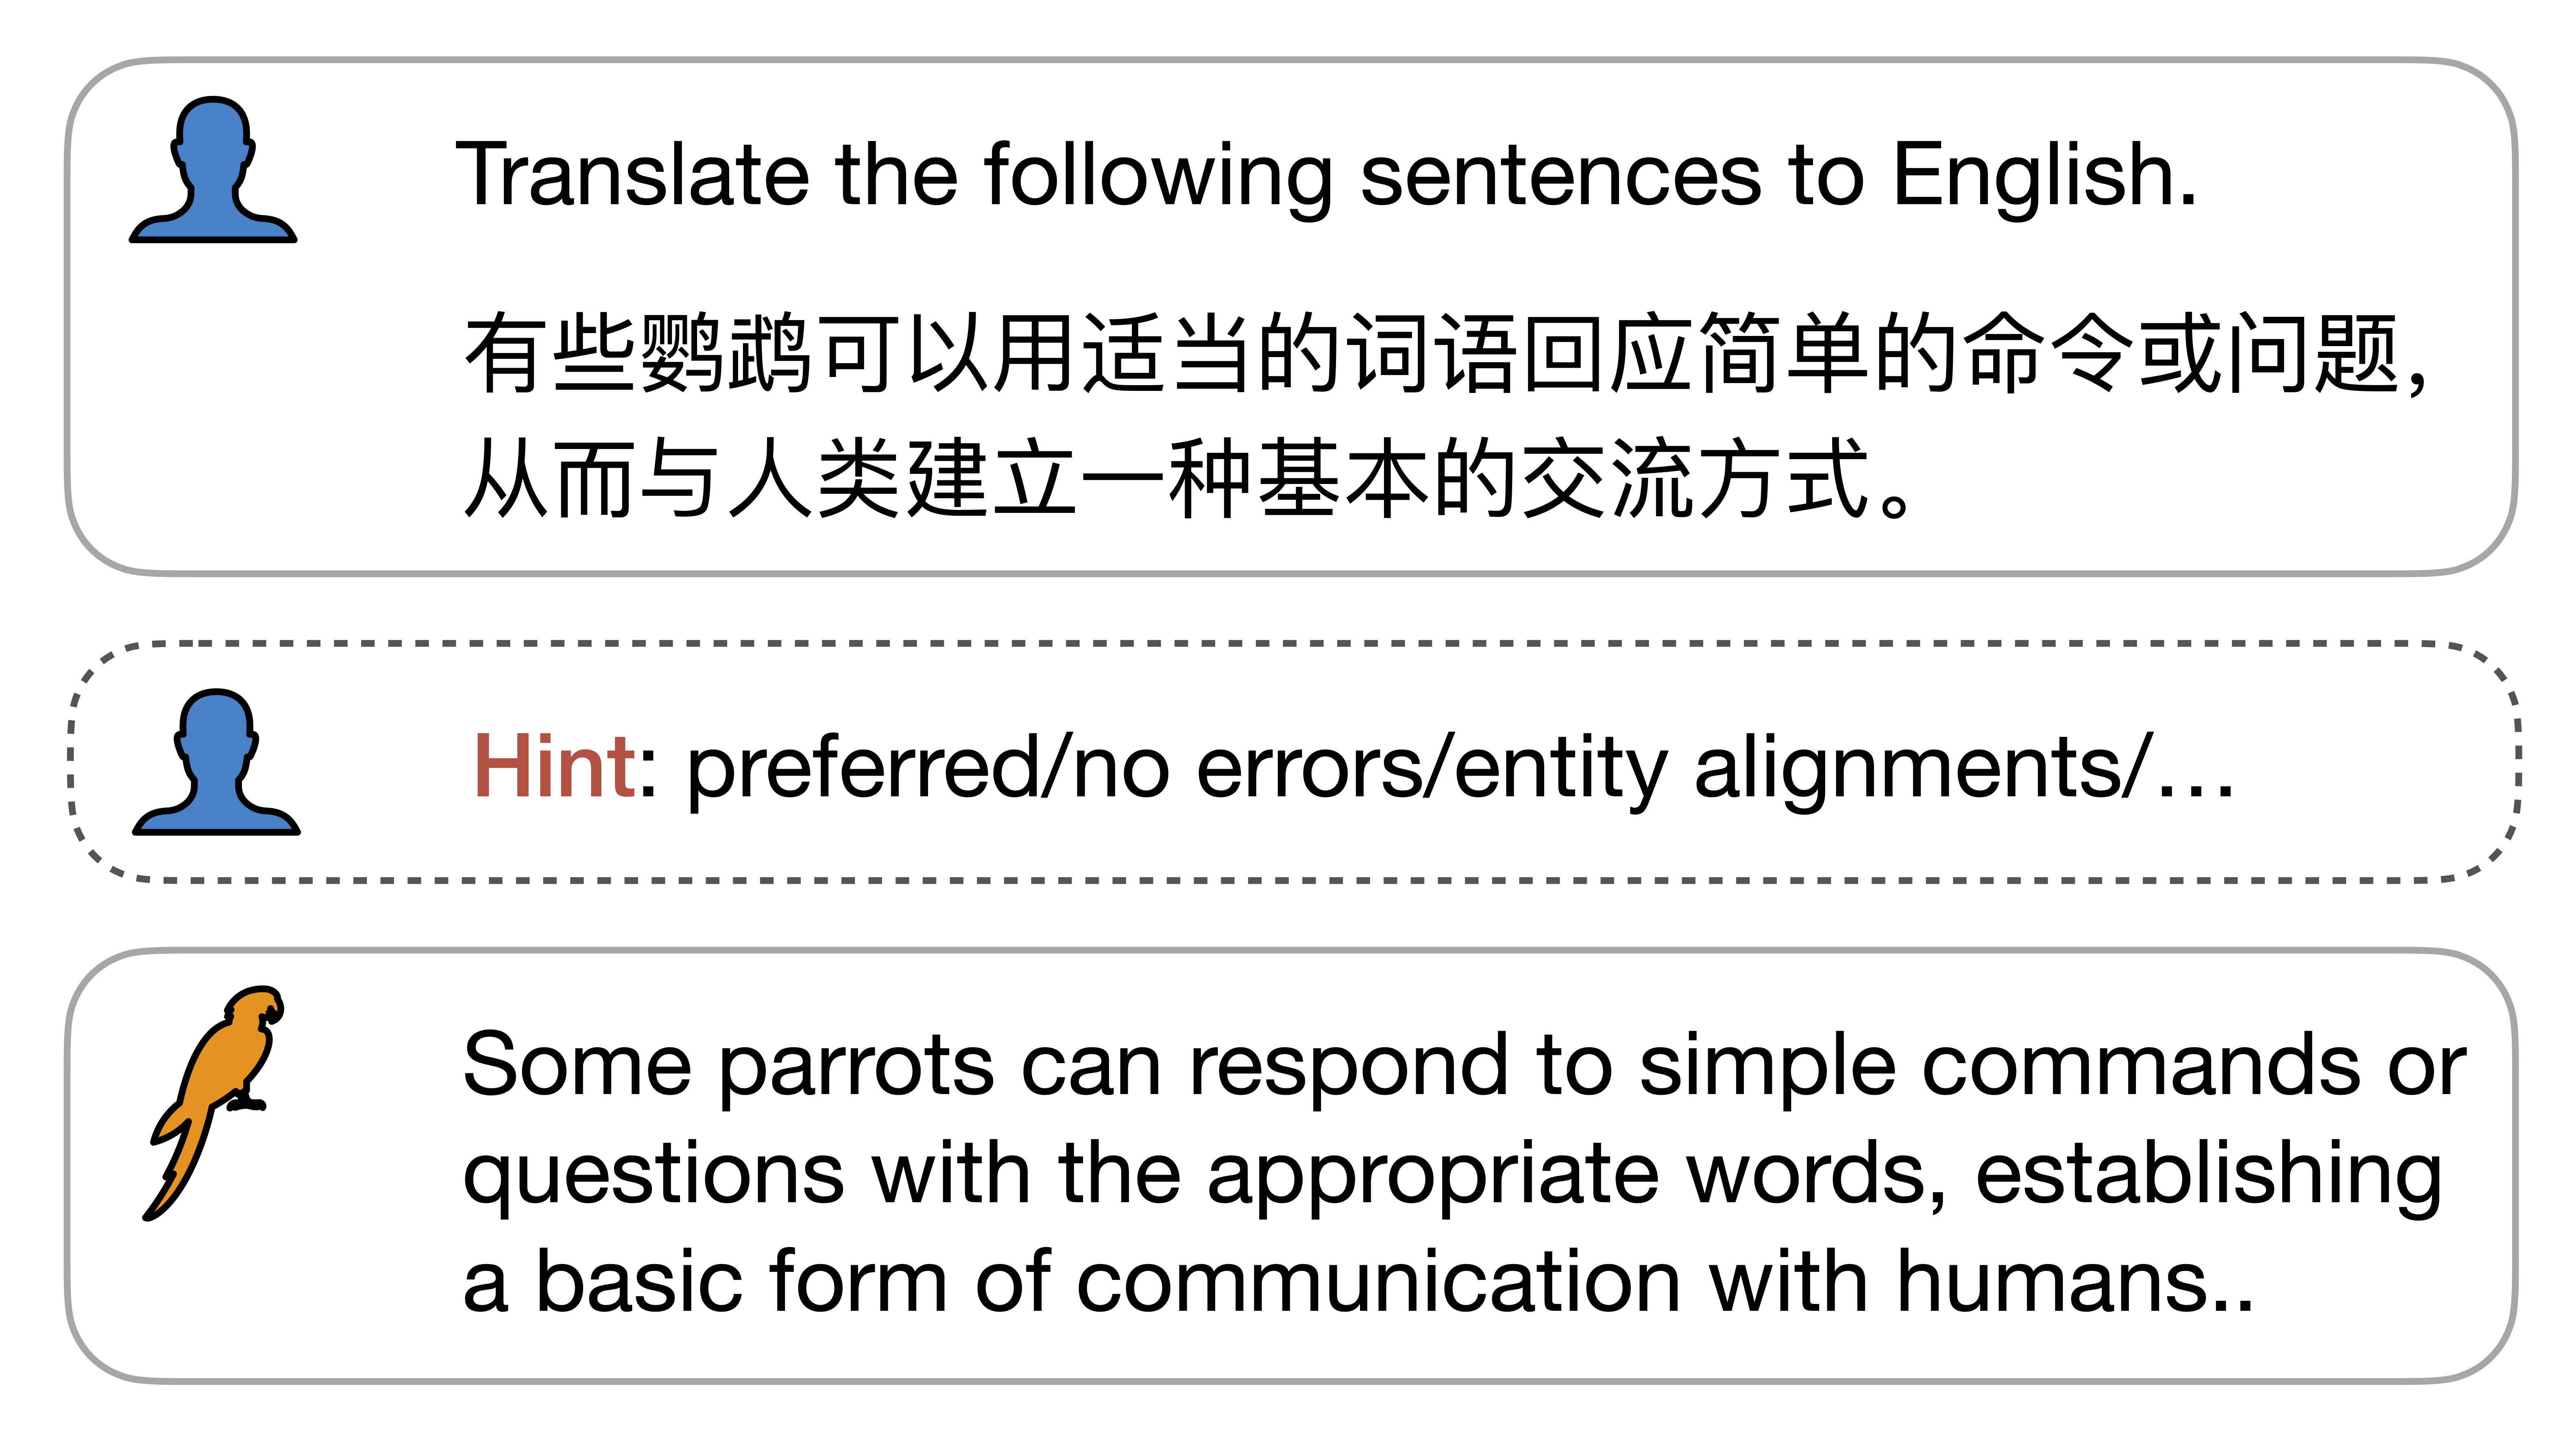 Translate the following sentences to English.
有些鹦鹉可以用适当的词语回应简单的命令或问题，
从而与人类建立一种基本的交流方式。
Hint: preferred/no errors/entity alignments/…
Some parrots can respond to simple commands or
questions with the appropriate words, establishing
a basic form of communication with humans..